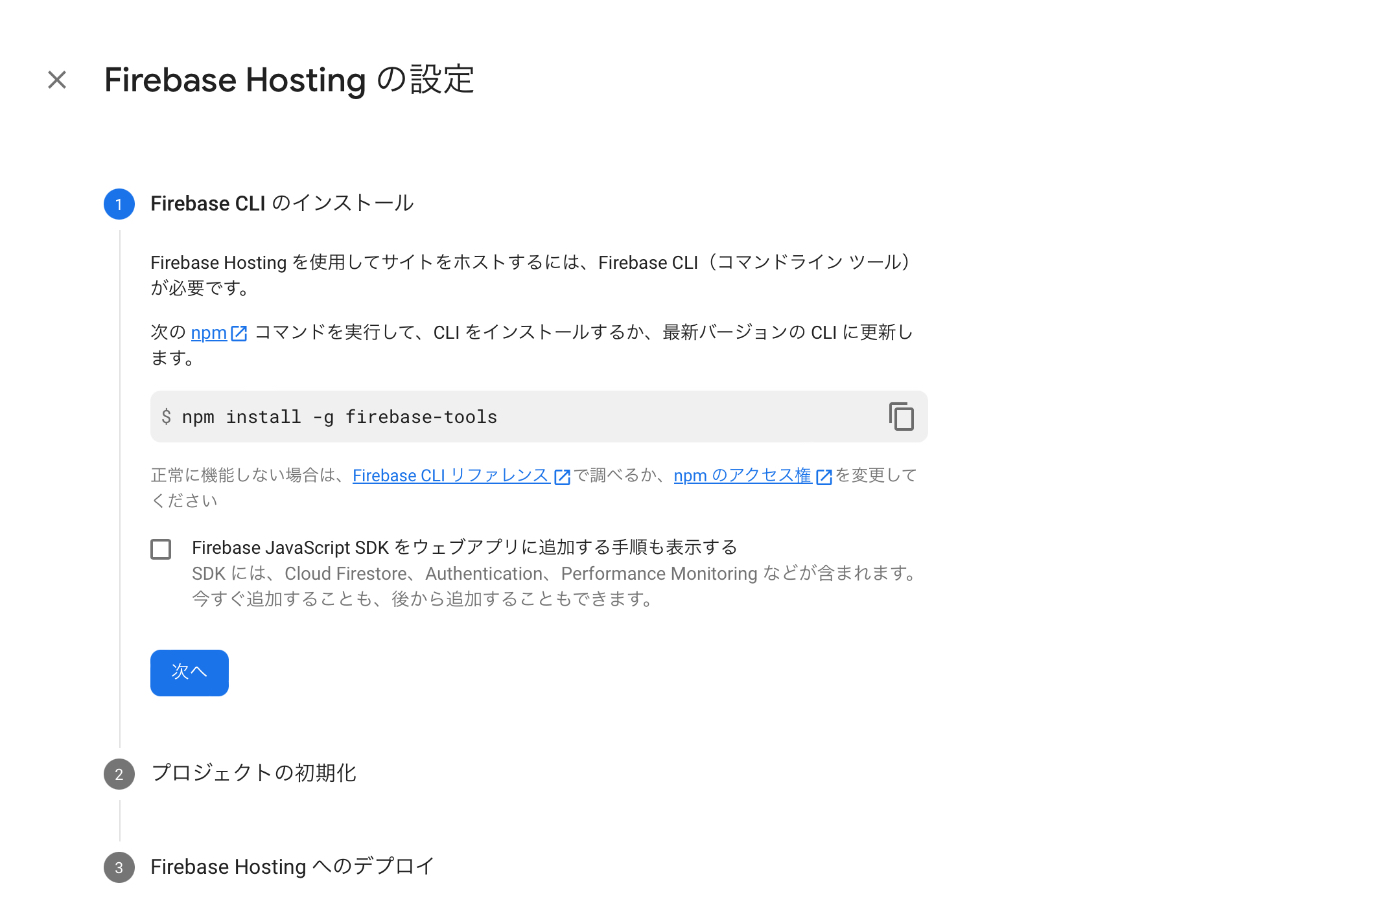 Firebase Hosting の設定
1 Firebase CLI のインストール
Firebase Hosting を使用してサイトをホストするには、Firebase CLI（コマンドライン ツール）
が必要です。
次の npm コマンドを実行して、CLI をインストールするか、最新バージョンの CLI に更新し
ます。
$ npm install -g firebase-tools
正常に機能しない場合は、Firebase CLI リファレンス で調べるか、npm のアクセス権 を変更して
ください
Firebase JavaScript SDK をウェブアプリに追加する手順も表示する
SDK には、Cloud Firestore、Authentication、Performance Monitoring などが含まれます。
今すぐ追加することも、後から追加することもできます。
次へ
2 プロジェクトの初期化
3 Firebase Hosting へのデプロイ